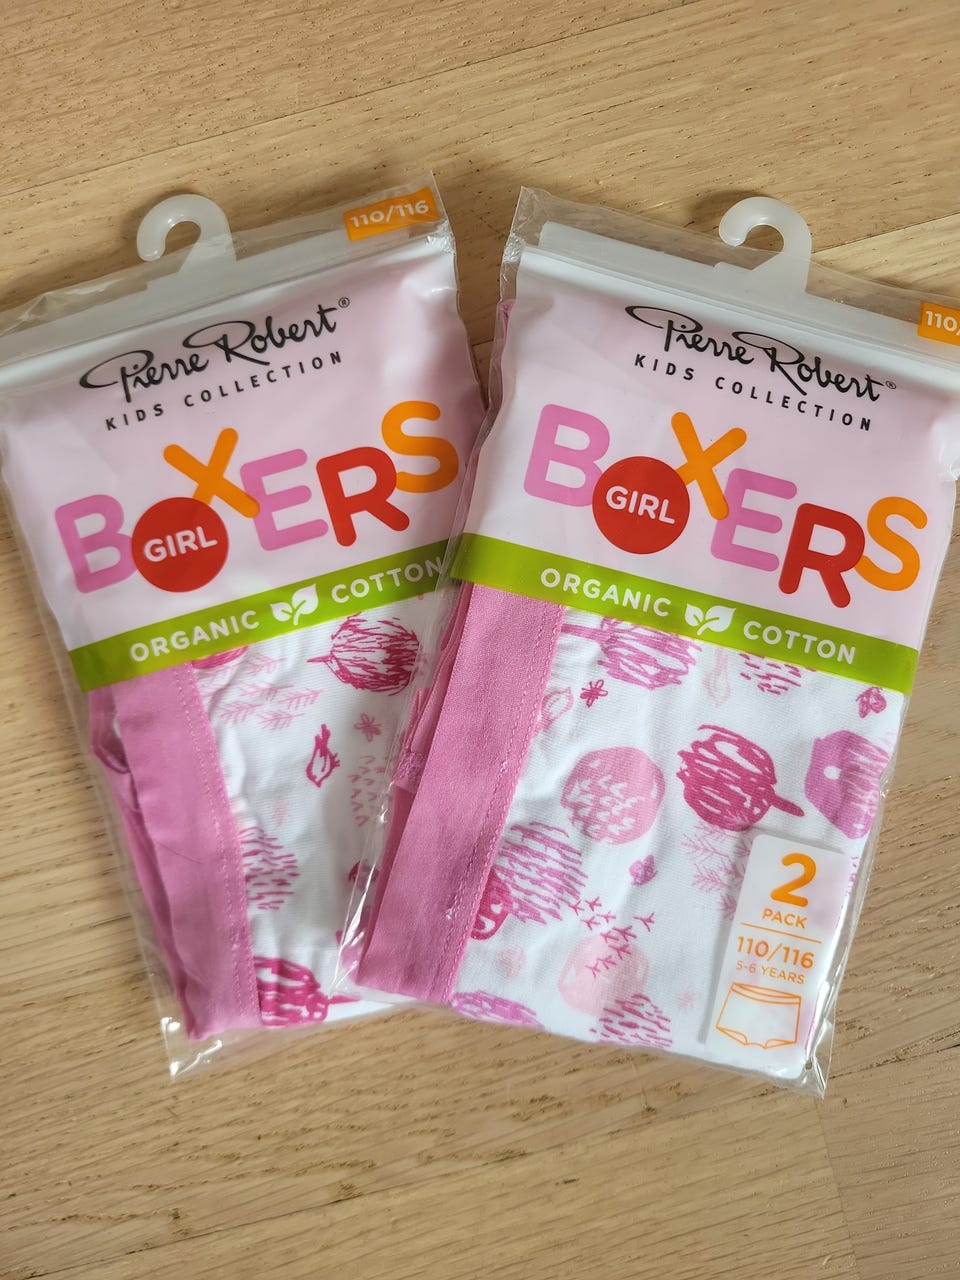 110/116
Pierre Robert®
KIDS COLLECTION
BOXERS
GIRL
ORGANIC COTTON
110/
Pierre Robert®
KIDS COLLECTION
BOXERS
GIRL
ORGANIC COTTON
2
PACK
110/116
5-6 YEARS